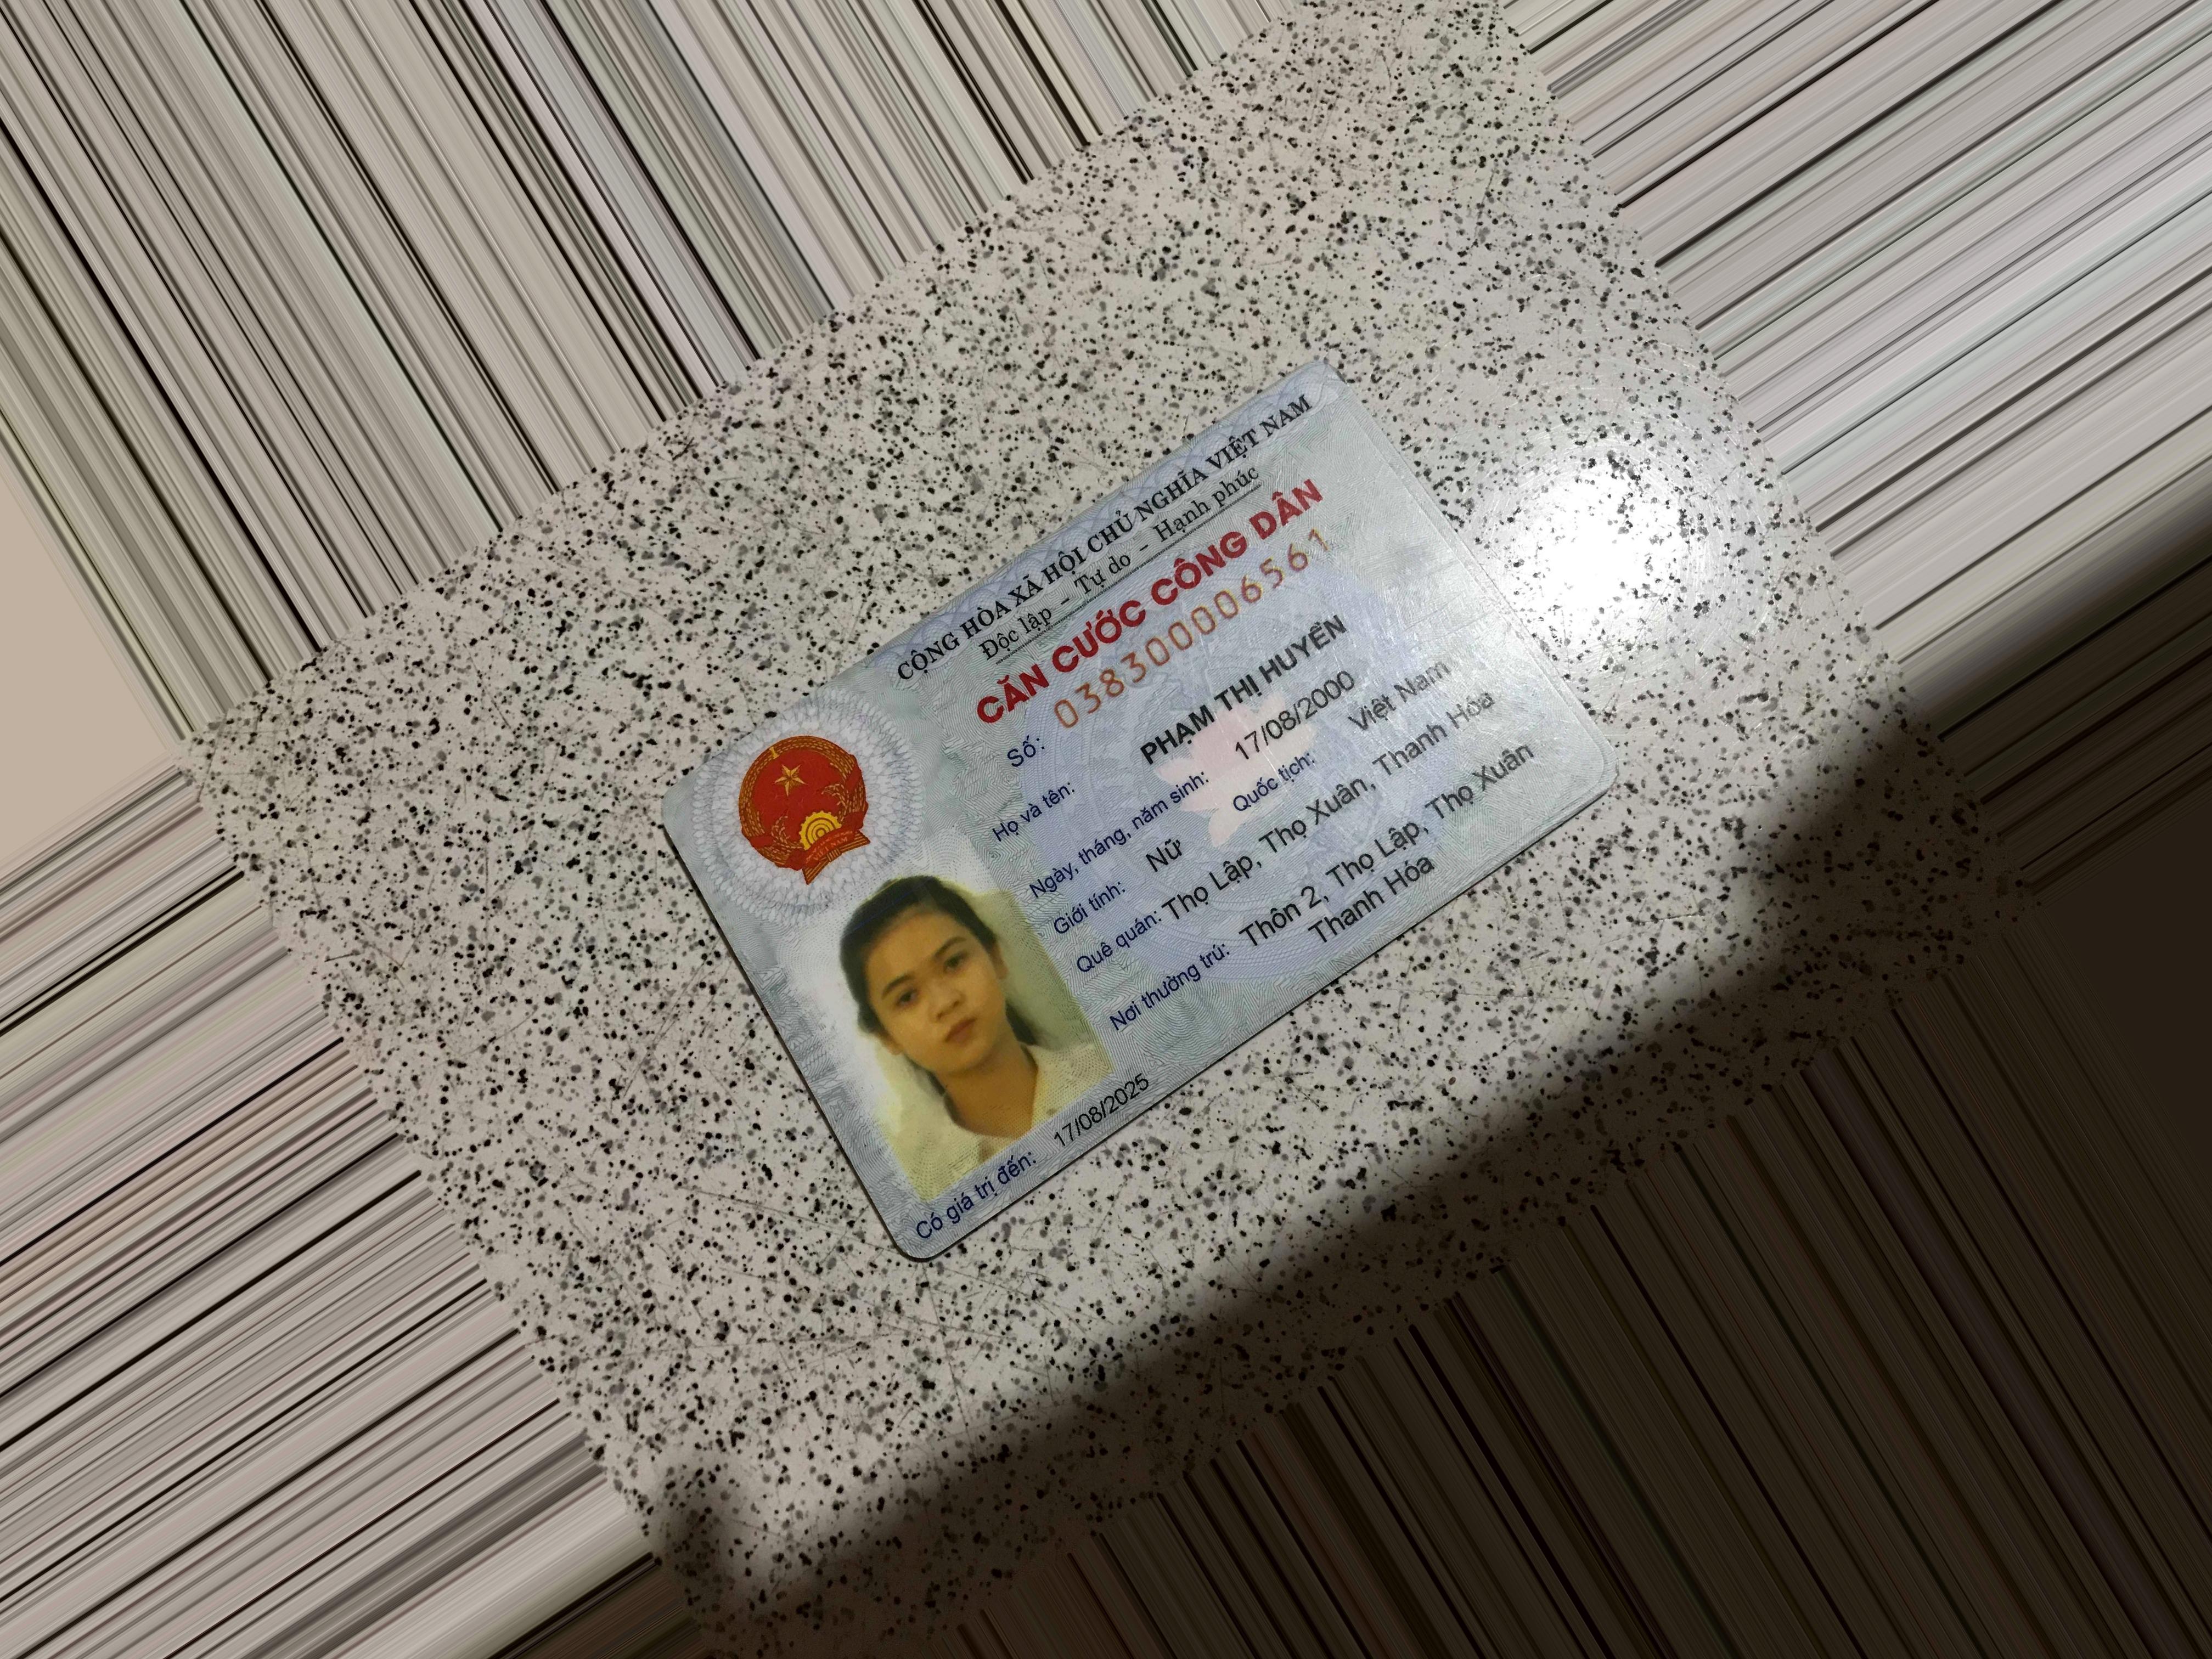 CỘNG HÒA XÃ HỘI CHỦ NGHĨA VIỆT NAM
Độc lập - Tự do - Hạnh phúc
CĂN CƯỚC CÔNG DÂN
Số: 038300006561
Họ và tên: PHẠM THỊ HUYỀN
Ngày, tháng, năm sinh: 17/08/2000
Giới tính: Nữ Quốc tịch: Việt Nam
Quê quán: Thọ Lập, Thọ Xuân, Thanh Hóa
Nơi thường trú: Thôn 2, Thọ Lập, Thọ Xuân
Thanh Hóa
Có giá trị đến: 17/08/2025